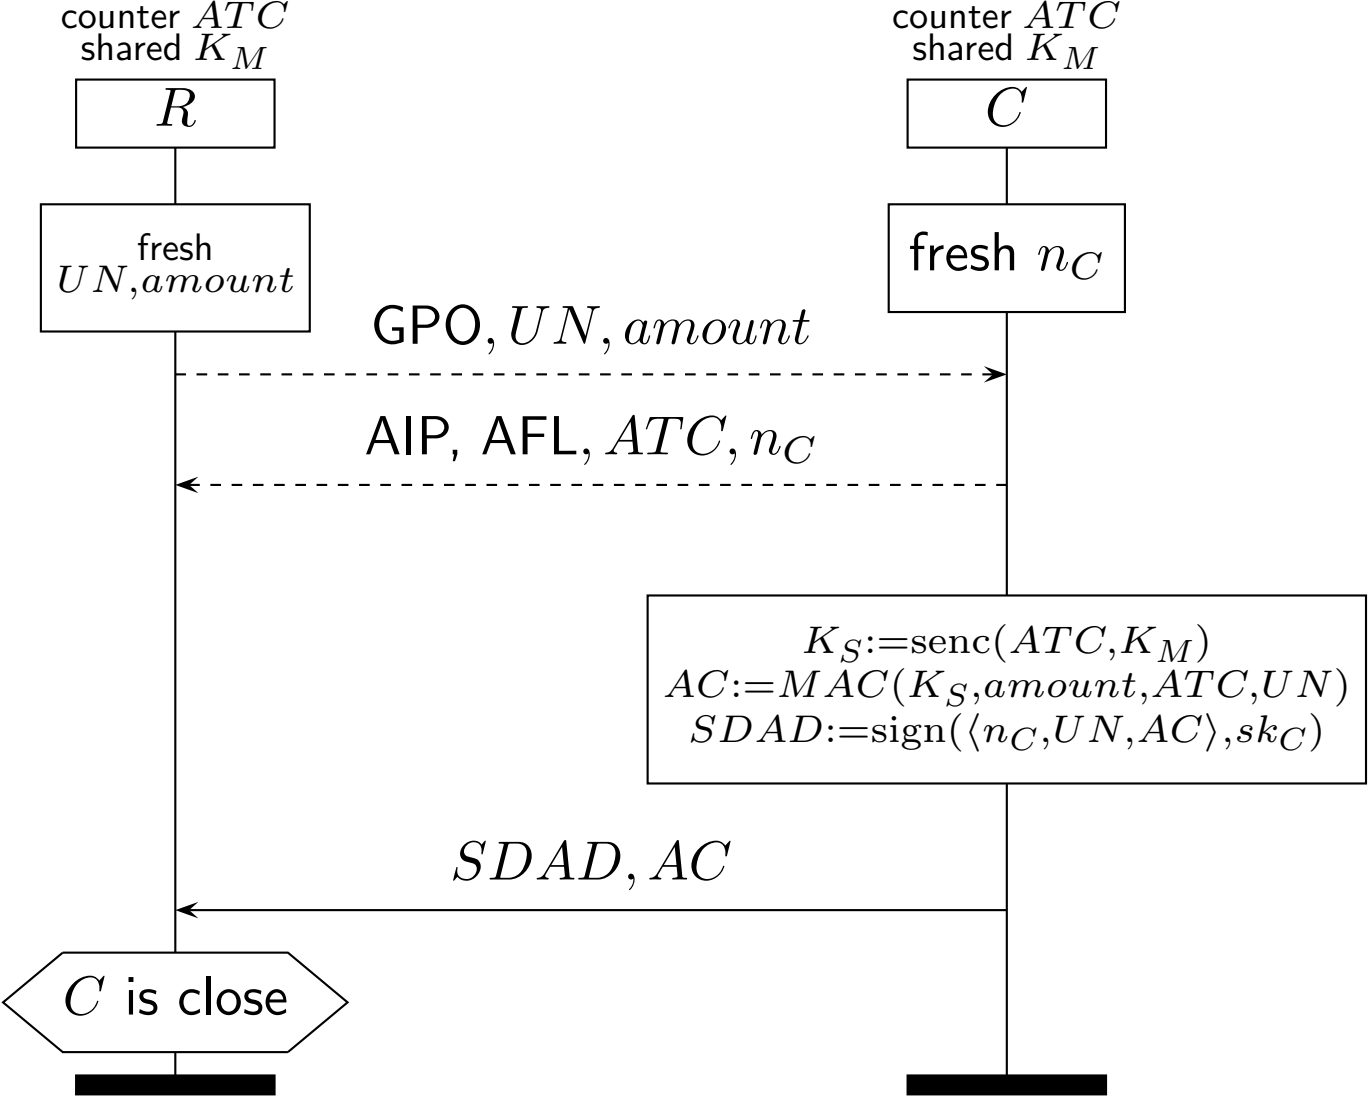 counter ATC
shared K_M
R
counter ATC
shared K_M
C
fresh
UN,amount
fresh n_C
GPO, UN, amount
AIP, AFL, ATC, n_C
K_S:=senc(ATC,K_M)
AC:=MAC(K_S,amount,ATC,UN)
SDAD:=sign(⟨n_C,UN,AC⟩,sk_C)
SDAD, AC
C is close